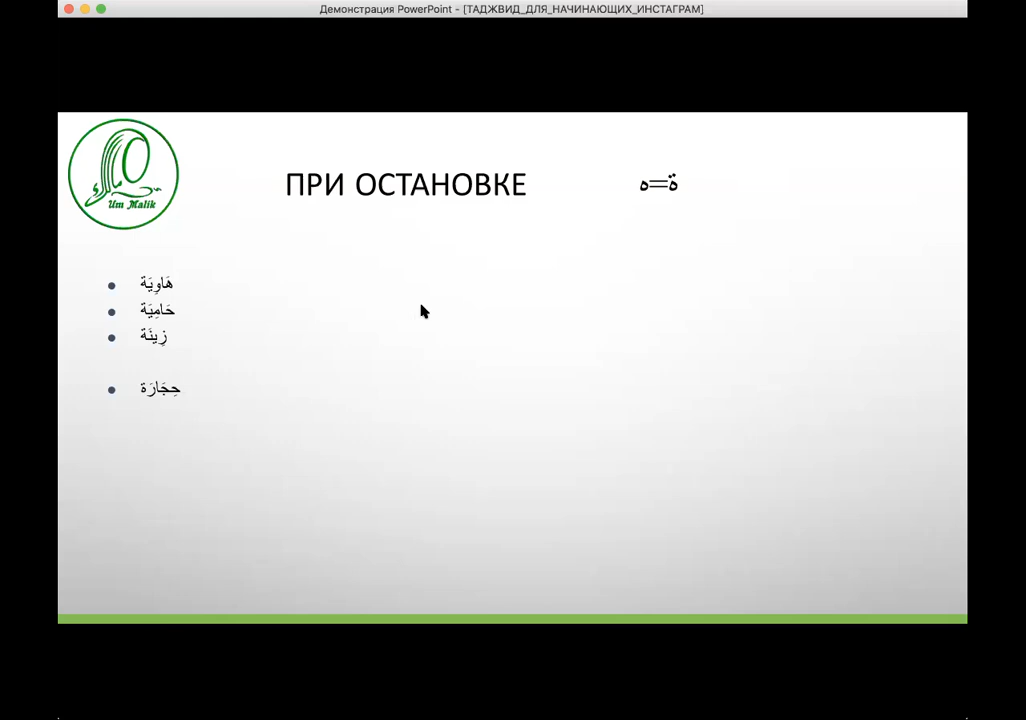 Демонстрация PowerPoint - [ТАДЖВИД_ДЛЯ_НАЧИНАЮЩИХ_ИНСТАГРАМ]
Um Malik
ПРИ ОСТАНОВКЕ ة=ه
هَاوِيَة
حَامِيَة
زِينَة
حِجَارَة